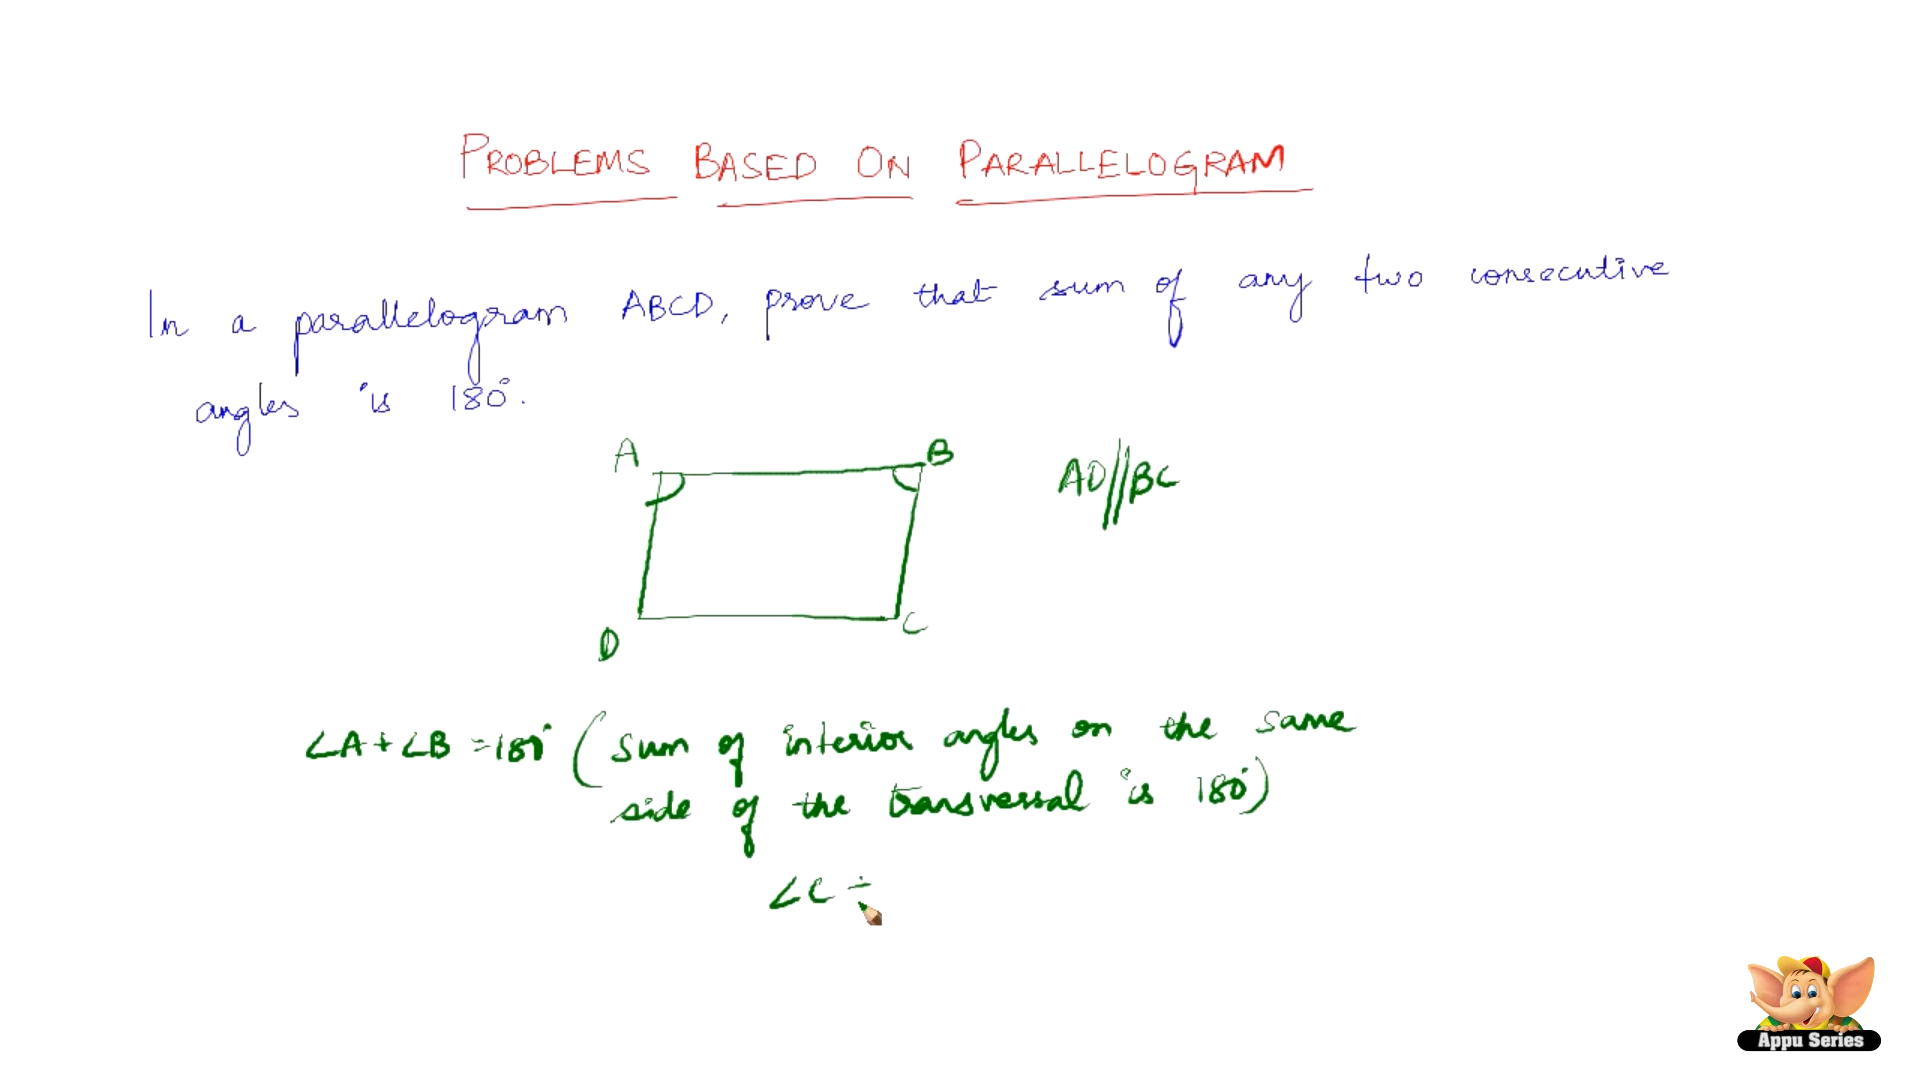 PROBLEMS BASED ON PARALLELOGRAM
In a parallelogram ABCD, prove that sum of any two consecutive
angles is 180°.
A
B
AD//BC
D
C
∠A+∠B=180° (sum of interior angles on the same
side of the transversal is 180°)
∠C
Appu Series